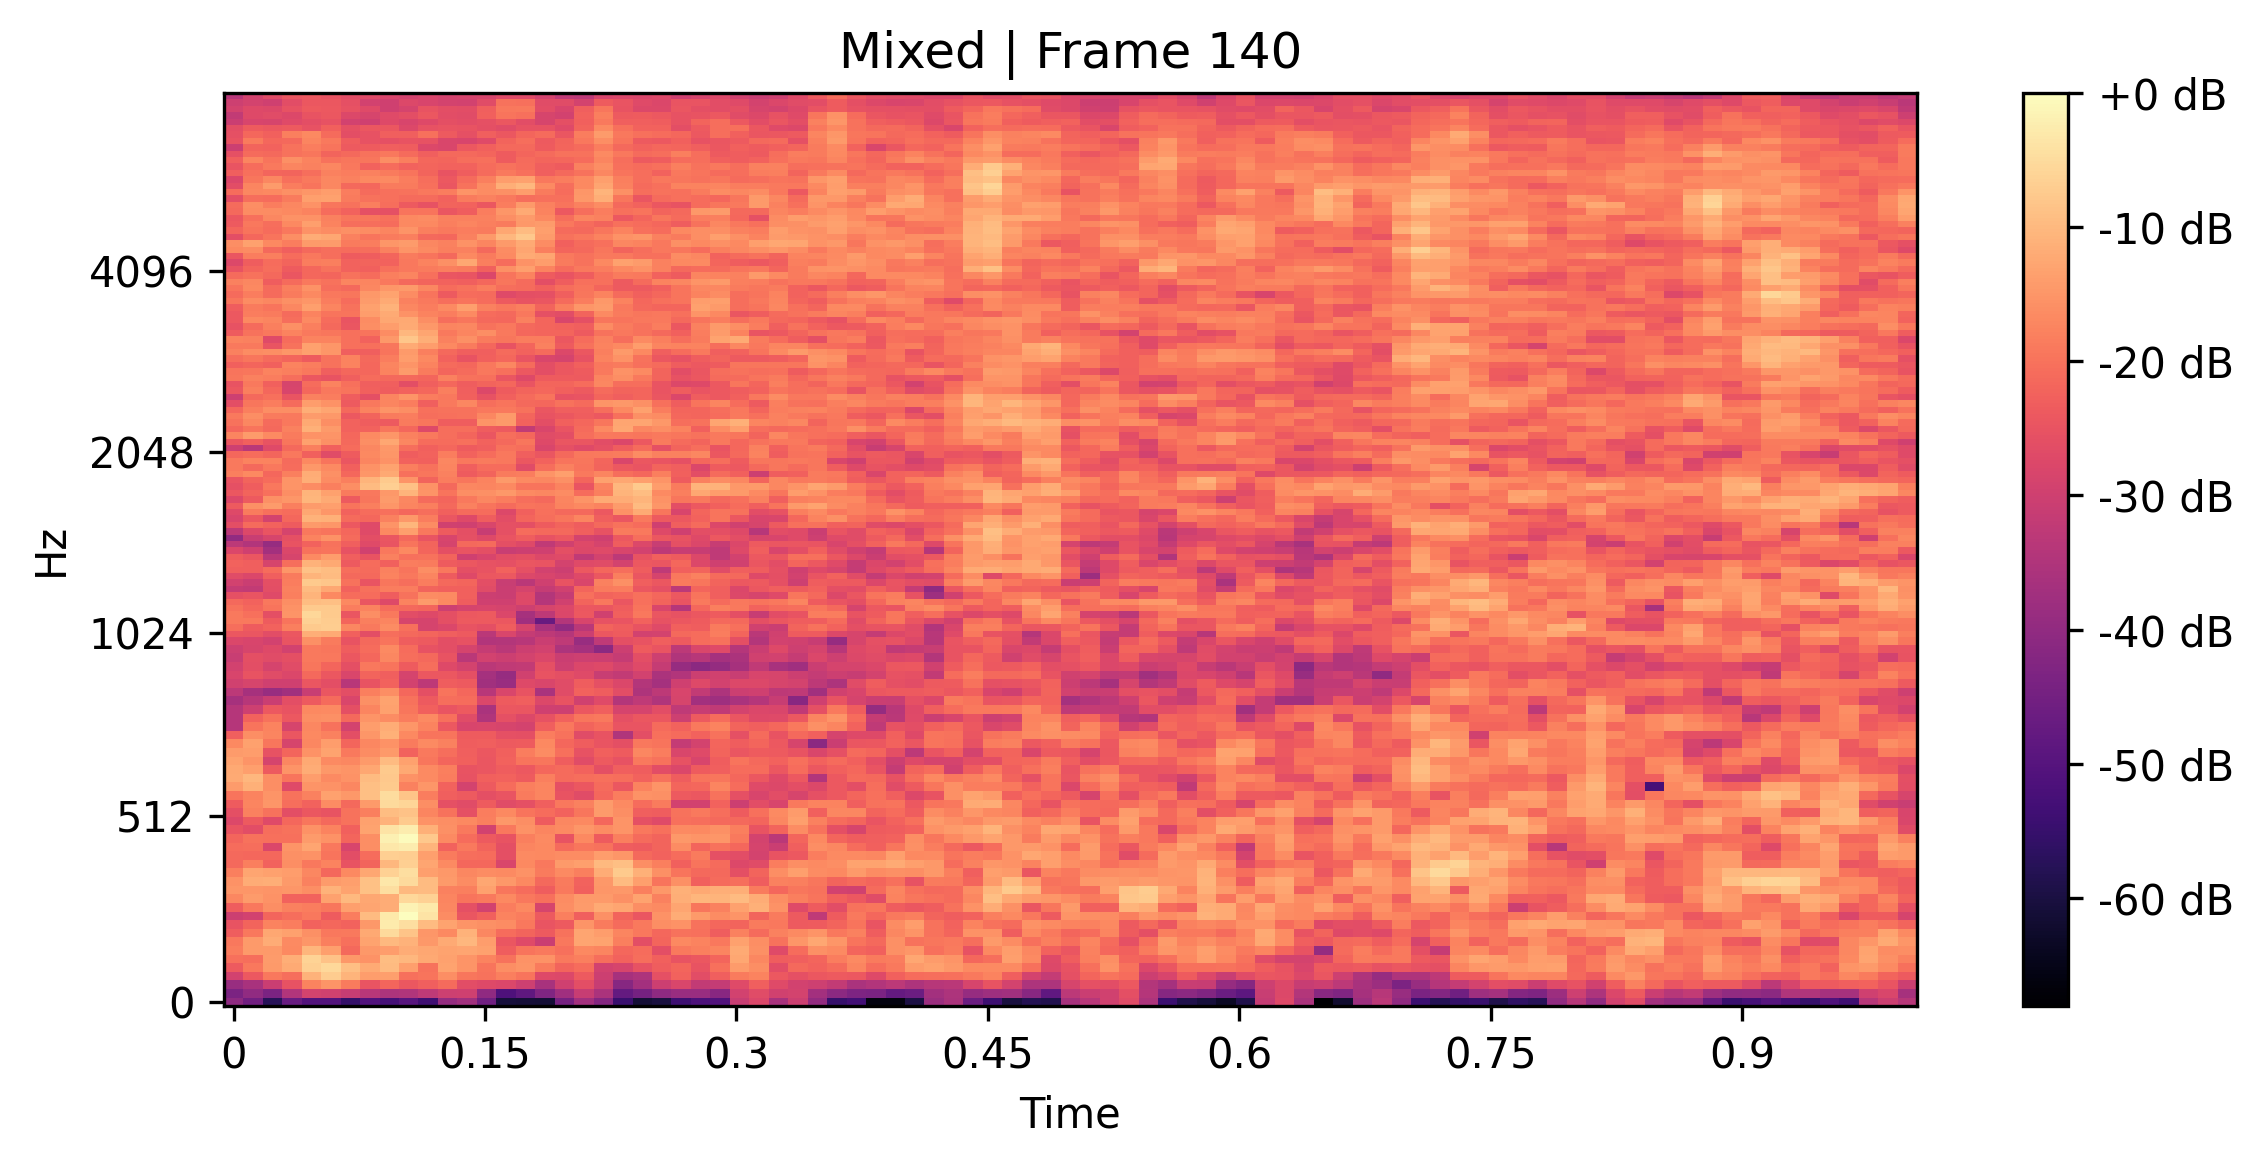 Mixed | Frame 140
+0 dB
-10 dB
-20 dB
-30 dB
-40 dB
-50 dB
-60 dB
4096
2048
1024
512
0
Hz
0 0.15 0.3 0.45 0.6 0.75 0.9
Time